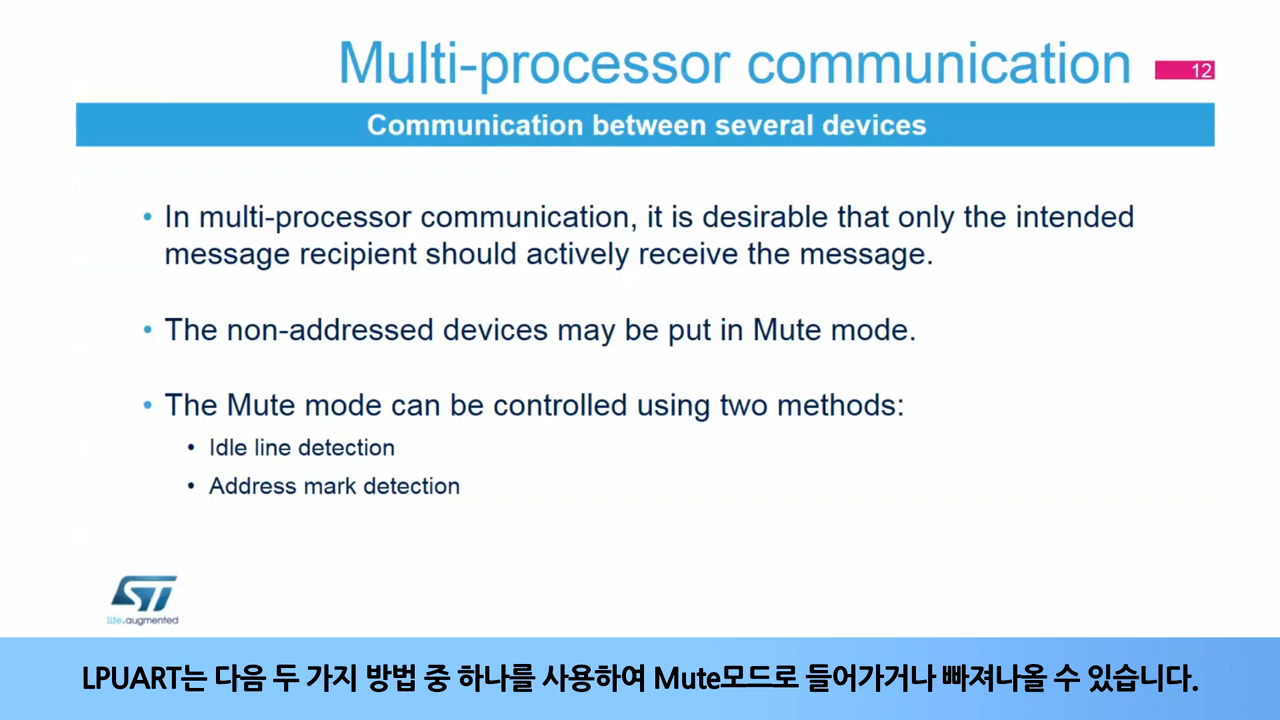 Multi-processor communication
12
Communication between several devices
• In multi-processor communication, it is desirable that only the intended
message recipient should actively receive the message.
• The non-addressed devices may be put in Mute mode.
• The Mute mode can be controlled using two methods:
• Idle line detection
• Address mark detection
ST
life.augmented
LPUART는 다음 두 가지 방법 중 하나를 사용하여 Mute모드로 들어가거나 빠져나올 수 있습니다.